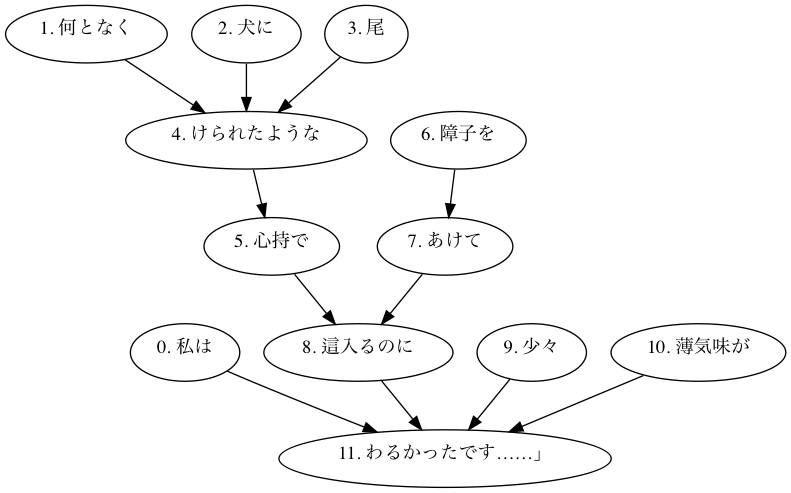 1. 何となく
2. 犬に
3. 尾
4. けられたような
6. 障子を
5. 心持で
7. あけて
0. 私は
8. 這入るのに
9. 少々
10. 薄気味が
11. わるかったです……」